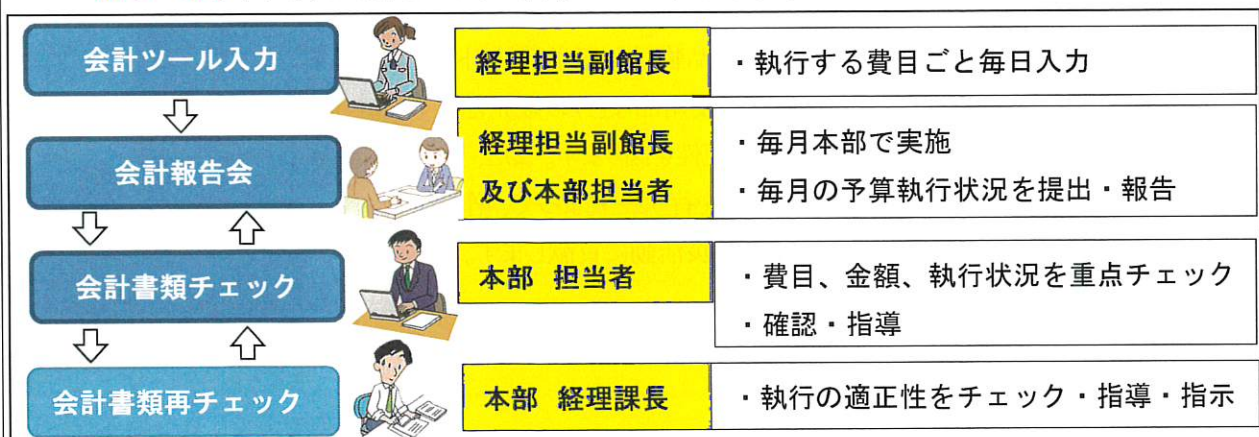 会計ツール入力
経理担当副館長
・執行する費目ごと毎日入力
会計報告会
経理担当副館長
及び本部担当者
・毎月本部で実施
・毎月の予算執行状況を提出・報告
会計書類チェック
本部 担当者
・費目、金額、執行状況を重点チェック
・確認・指導
会計書類再チェック
本部 経理課長
・執行の適正性をチェック・指導・指示